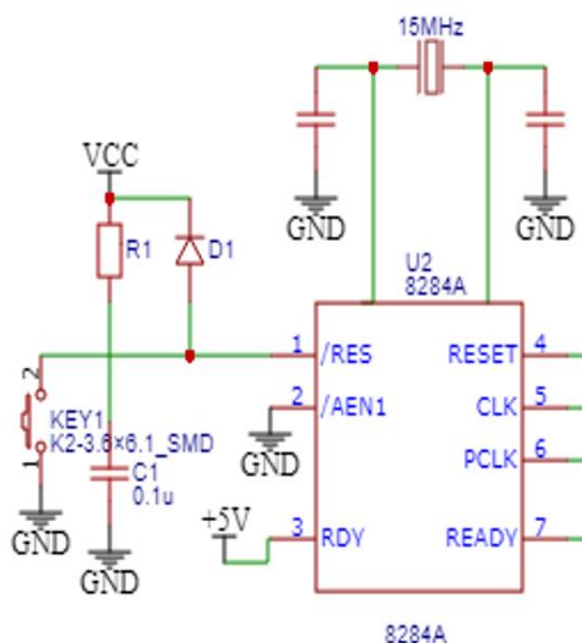 15MHz
VCC
GND
GND
R1
D1
U2
8284A
1 /RES
RESET 4
2
KEY1
K2-3.6×6.1_SMD
1
C1
0.1u
2 /AEN1
CLK 5
PCLK 6
GND
+5V
3 RDY
READY 7
GND
GND
8284A